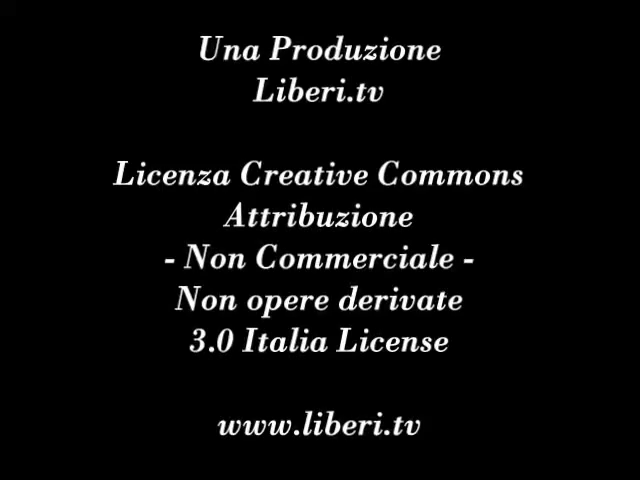 Una Produzione
Liberi.tv
Licenza Creative Commons
Attribuzione
- Non Commerciale -
Non opere derivate
3.0 Italia License
www.liberi.tv